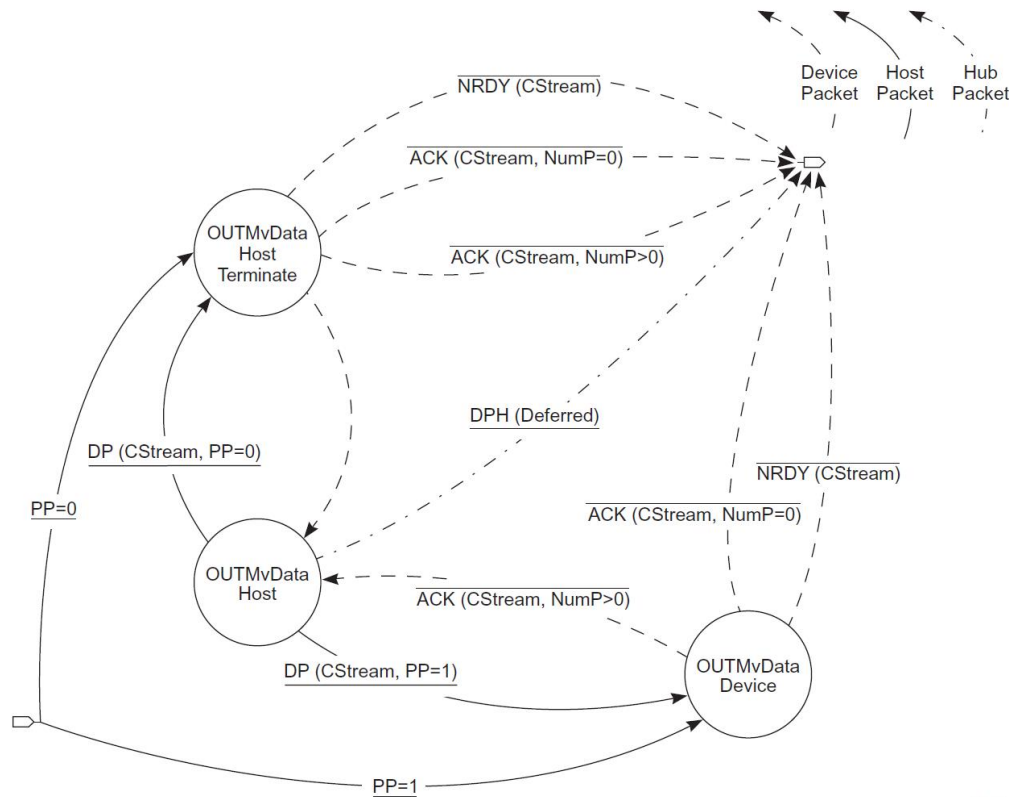 Device
Packet
Host
Packet
Hub
Packet
NRDY (CStream)
ACK (CStream, NumP=0)
OUTMvData
Host
Terminate
ACK (CStream, NumP>0)
DPH (Deferred)
DP (CStream, PP=0)
NRDY (CStream)
PP=0
ACK (CStream, NumP=0)
OUTMvData
Host
ACK (CStream, NumP>0)
DP (CStream, PP=1)
OUTMvData
Device
PP=1